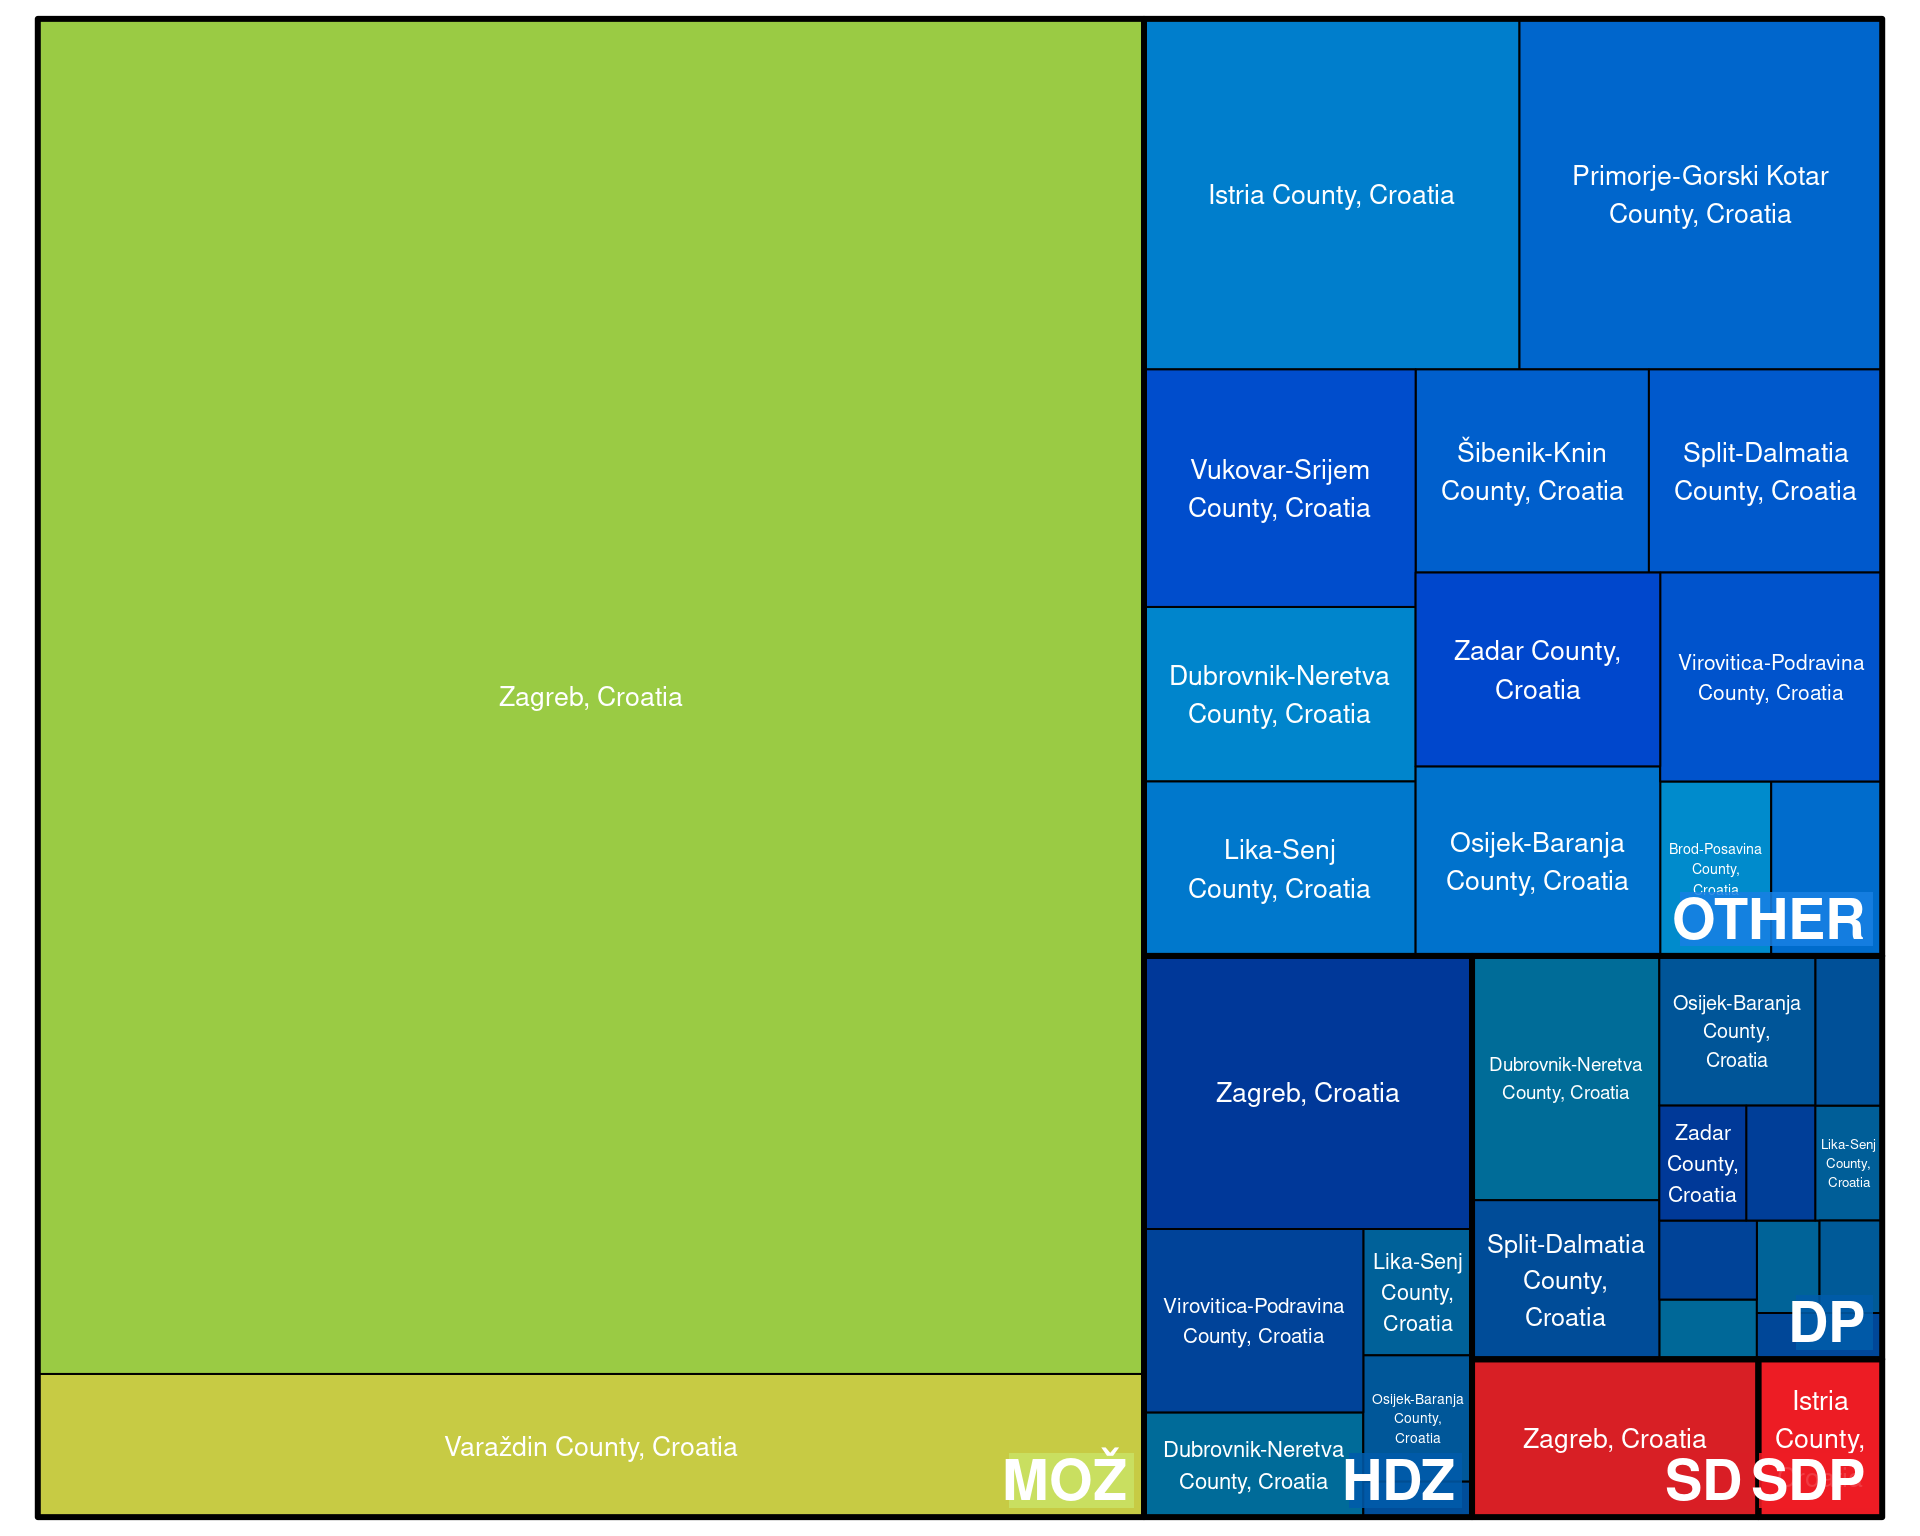 Zagreb, Croatia
Varaždin County, Croatia
MOŽ
Istria County, Croatia
Primorje-Gorski Kotar
County, Croatia
Vukovar-Srijem
County, Croatia
Šibenik-Knin
County, Croatia
Split-Dalmatia
County, Croatia
Dubrovnik-Neretva
County, Croatia
Zadar County,
Croatia
Virovitica-Podravina
County, Croatia
Lika-Senj
County, Croatia
Osijek-Baranja
County, Croatia
Brod-Posavina
County,
Croatia
OTHER
Zagreb, Croatia
Virovitica-Podravina
County, Croatia
Lika-Senj
County,
Croatia
Dubrovnik-Neretva
County, Croatia
Osijek-Baranja
County,
Croatia
HDZ
Dubrovnik-Neretva
County, Croatia
Osijek-Baranja
County,
Croatia
Zadar
County,
Croatia
Lika-Senj
County,
Croatia
Split-Dalmatia
County,
Croatia
DP
Zagreb, Croatia
SD
Istria
County,
SDP